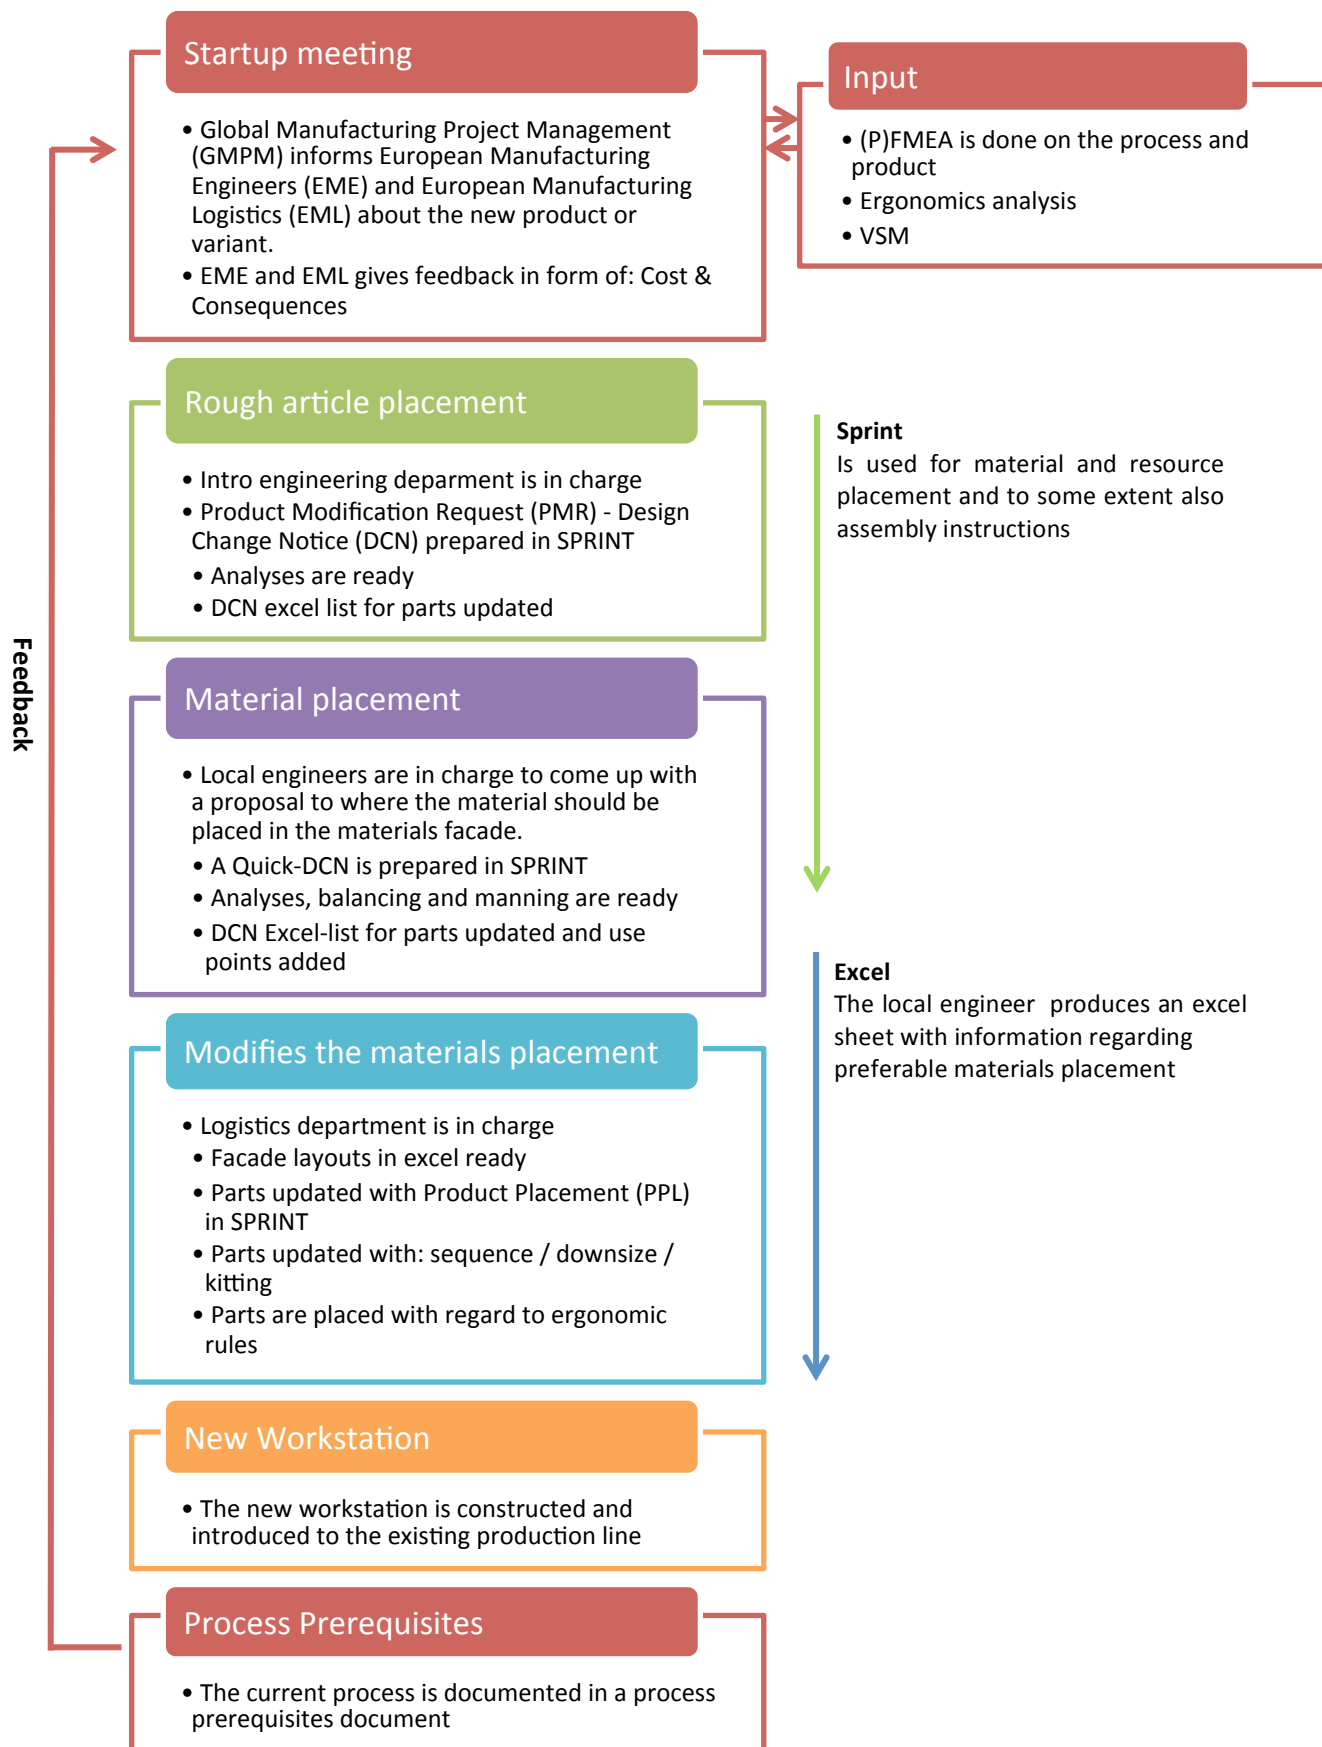 Startup meeting
• Global Manufacturing Project Management
(GMPM) informs European Manufacturing
Engineers (EME) and European Manufacturing
Logistics (EML) about the new product or
variant.
• EME and EML gives feedback in form of: Cost &
Consequences
Input
• (P)FMEA is done on the process and
product
• Ergonomics analysis
• VSM
Rough article placement
• Intro engineering deparment is in charge
• Product Modification Request (PMR) - Design
Change Notice (DCN) prepared in SPRINT
• Analyses are ready
• DCN excel list for parts updated
Sprint
Is used for material and resource
placement and to some extent also
assembly instructions
Feedback
Material placement
• Local engineers are in charge to come up with
a proposal to where the material should be
placed in the materials facade.
• A Quick-DCN is prepared in SPRINT
• Analyses, balancing and manning are ready
• DCN Excel-list for parts updated and use
points added
Excel
The local engineer produces an excel
sheet with information regarding
preferable materials placement
Modifies the materials placement
• Logistics department is in charge
• Facade layouts in excel ready
• Parts updated with Product Placement (PPL)
in SPRINT
• Parts updated with: sequence / downsize /
kitting
• Parts are placed with regard to ergonomic
rules
New Workstation
• The new workstation is constructed and
introduced to the existing production line
Process Prerequisites
• The current process is documented in a process
prerequisites document